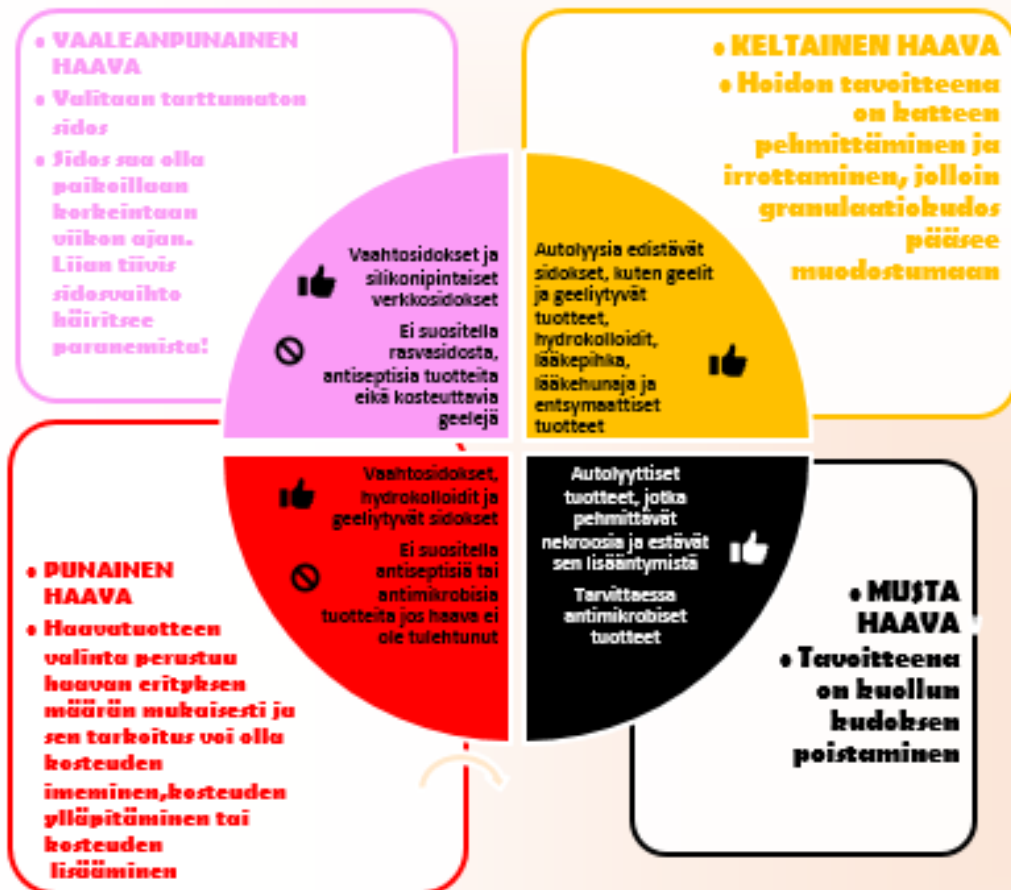 • VAALEANPUNAINEN
HAAVA
• Valitaan tarttumaton
sidos
• Sidos saa olla
paikoillaan
korkeintaan
viikon ajan.
Liian tiivis
sidosvaihto
häiritsee
paranemista!
• KELTAINEN HAAVA
• Hoidon tavoitteena
on katteen
pehmittäminen ja
irrottaminen, jolloin
granulaatiokudos
pääsee
muodostumaan
Vaahtosidokset ja
silikonipintaiset
verkkosidokset
Ei suositella
rasvasidosta,
antiseptisia tuotteita
eikä kosteuttavia
geelejä
Autolyysia edistävät
sidokset, kuten geelit
ja geeliytyvät
tuotteet,
hydrokolloidit,
lääkepihka,
lääkehunaja ja
entsymaattiset
tuotteet
Vaahtosidokset,
hydrokolloidit ja
geeliytyvät sidokset
Ei suositella
antiseptisiä tai
antimikrobisia
tuotteita jos haava ei
ole tulehtunut
Autolyyttiset
tuotteet, jotka
pehmittävät
nekroosia ja estävät
sen lisääntymistä
Tarvittaessa
antimikrobiset
tuotteet
• PUNAINEN
HAAVA
• Haavatuotteen
valinta perustuu
haavan erityksen
määrän mukaisesti ja
sen tarkoitus voi olla
kosteuden
imeminen,kosteuden
ylläpitäminen tai
kosteuden
lisääminen
• MUSTA
HAAVA
• Tavoitteena
on kuollun
kudoksen
poistaminen